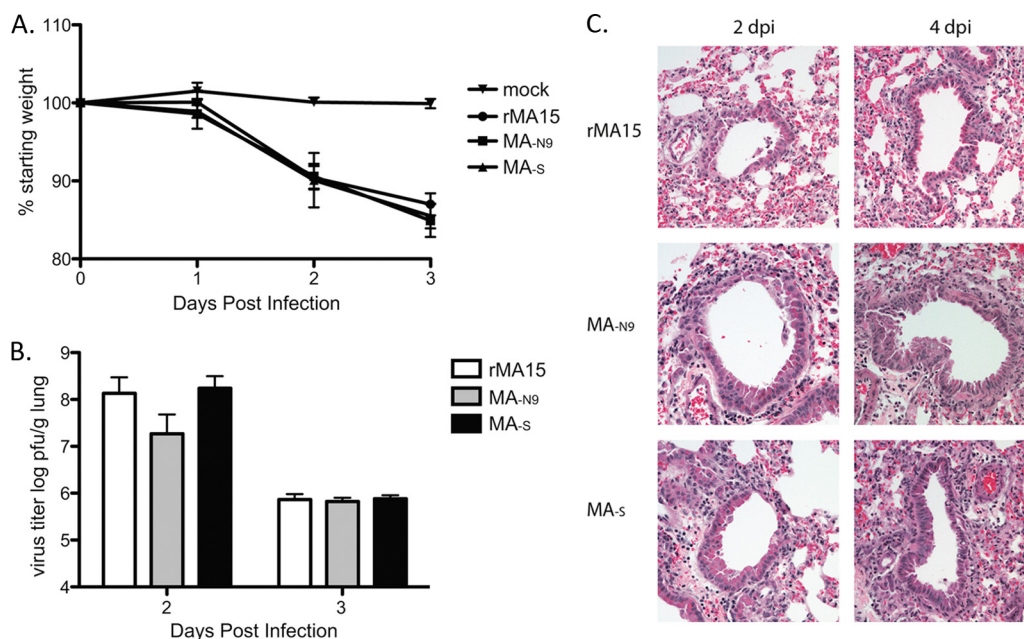 A.
110
100
90
80
% starting weight
0
1
2
3
Days Post Infection
mock
rMA15
MA-N9
MA-S
B.
9
8
7
6
5
4
virus titer log pfu/g lung
2
3
Days Post Infection
rMA15
MA-N9
MA-S
C.
2 dpi
4 dpi
rMA15
MA-N9
MA-S